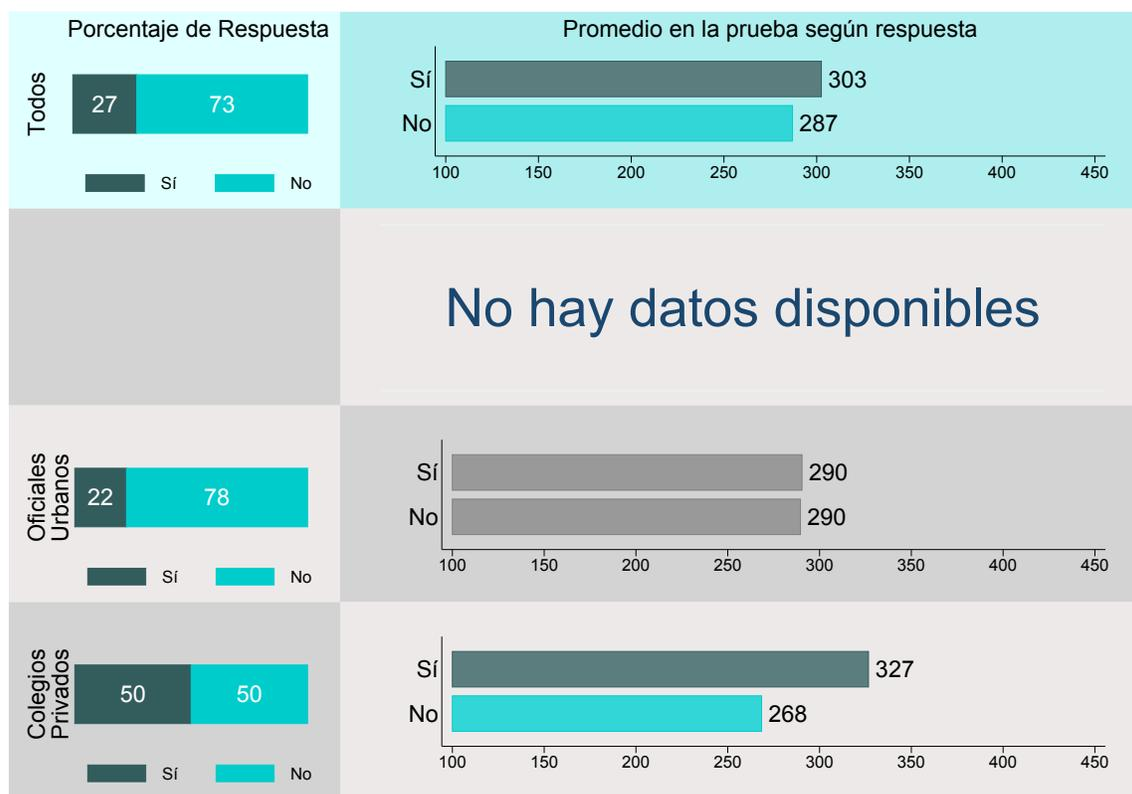 Porcentaje de Respuesta
Promedio en la prueba según respuesta
Todos
27 73
Sí No
Sí 303
No 287
100 150 200 250 300 350 400 450
No hay datos disponibles
Oficiales
Urbanos
22 78
Sí No
Sí 290
No 290
100 150 200 250 300 350 400 450
Colegios
Privados
50 50
Sí No
Sí 327
No 268
100 150 200 250 300 350 400 450